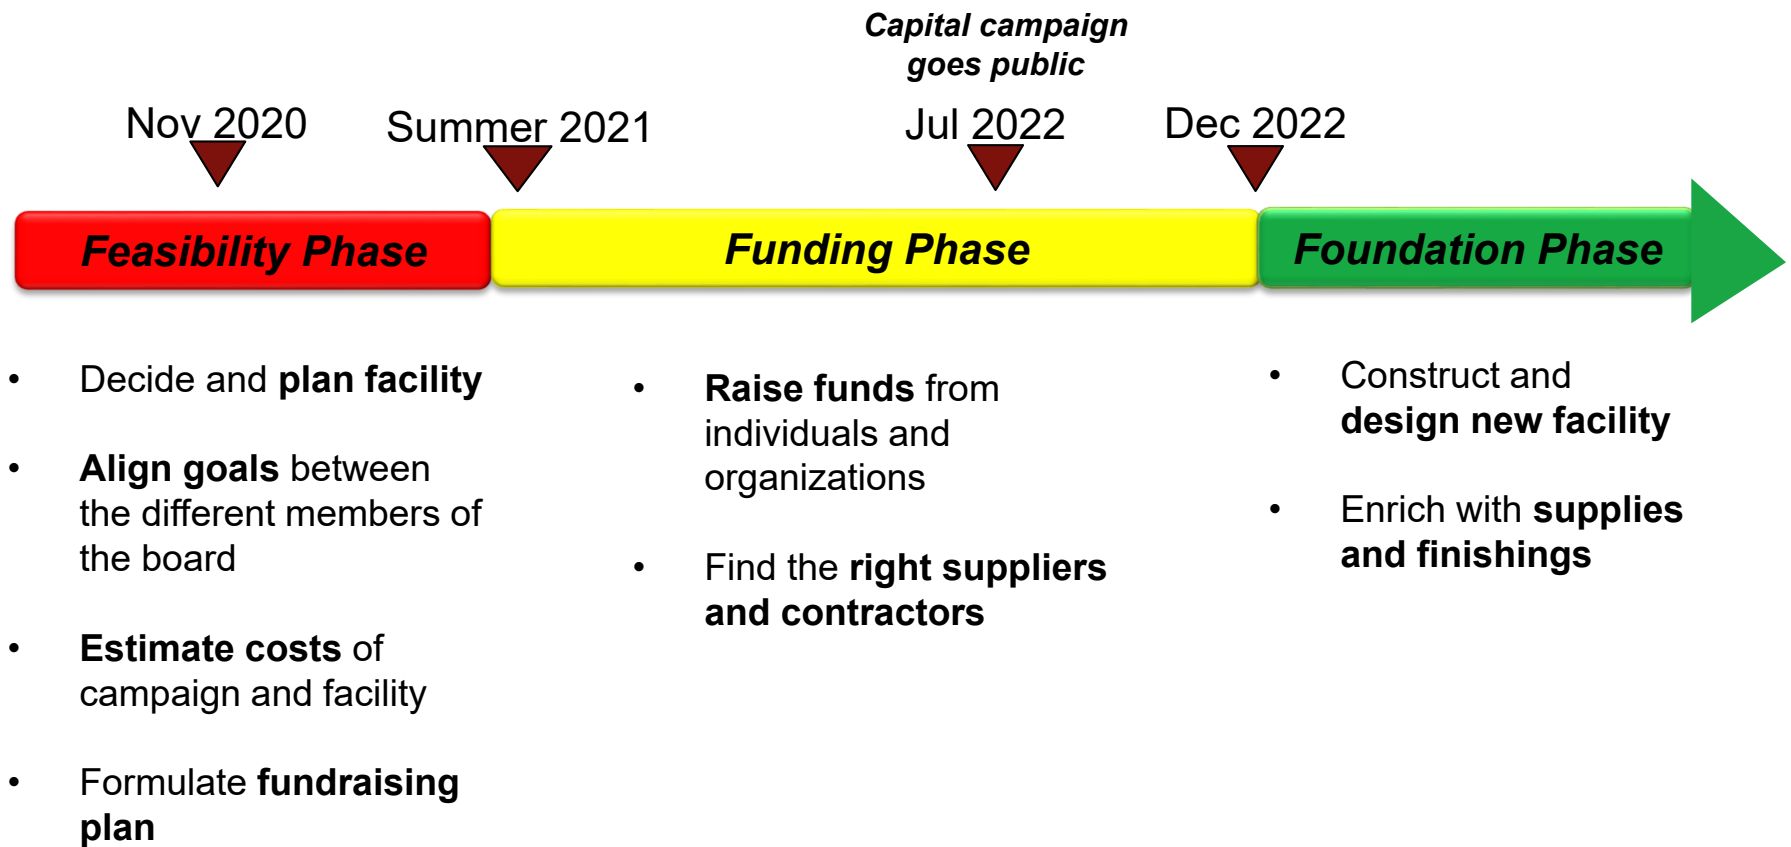 Capital campaign
goes public
Nov 2020
Summer 2021
Jul 2022
Dec 2022
Feasibility Phase
Funding Phase
Foundation Phase
• Decide and plan facility
• Align goals between
the different members of
the board
• Estimate costs of
campaign and facility
• Formulate fundraising
plan
• Raise funds from
individuals and
organizations
• Find the right suppliers
and contractors
• Construct and
design new facility
• Enrich with supplies
and finishings